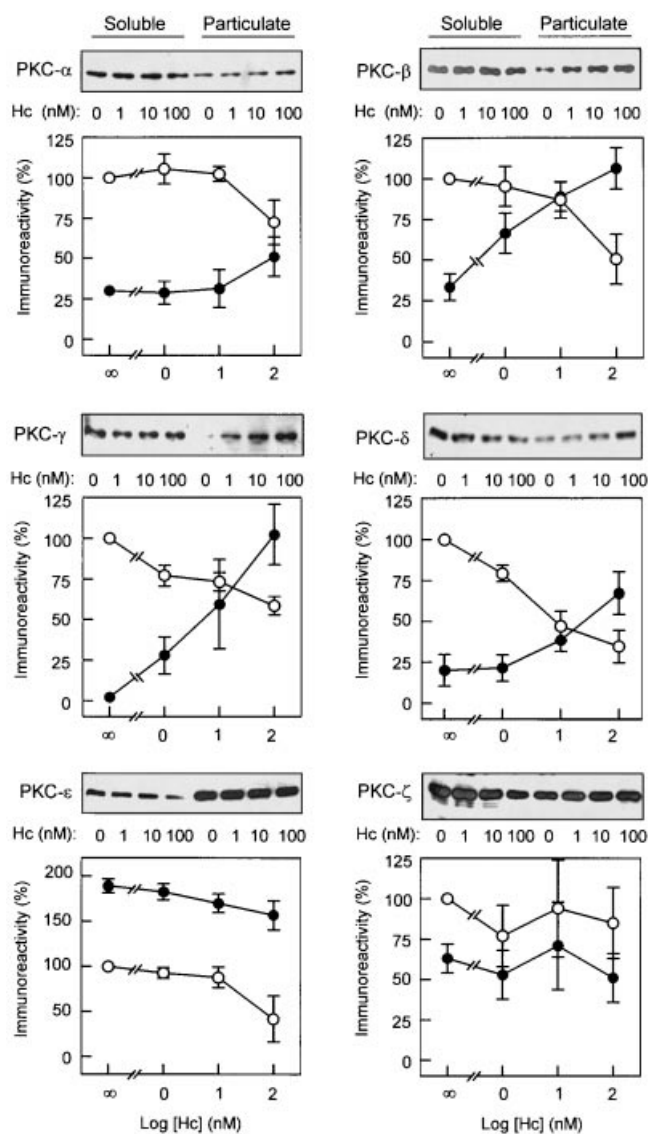 Soluble Particulate
PKC-α
Hc (nM): 0 1 10 100 0 1 10 100
Immunoreactivity (%)
125
100
75
50
25
0
∞ 0 1 2
Soluble Particulate
PKC-β
Hc (nM): 0 1 10 100 0 1 10 100
Immunoreactivity (%)
125
100
75
50
25
0
∞ 0 1 2
PKC-γ
Hc (nM): 0 1 10 100 0 1 10 100
Immunoreactivity (%)
125
100
75
50
25
0
∞ 0 1 2
PKC-δ
Hc (nM): 0 1 10 100 0 1 10 100
Immunoreactivity (%)
125
100
75
50
25
0
∞ 0 1 2
PKC-ε
Hc (nM): 0 1 10 100 0 1 10 100
Immunoreactivity (%)
200
150
100
50
0
∞ 0 1 2
Log [Hc] (nM)
PKC-ζ
Hc (nM): 0 1 10 100 0 1 10 100
Immunoreactivity (%)
125
100
75
50
25
0
∞ 0 1 2
Log [Hc] (nM)